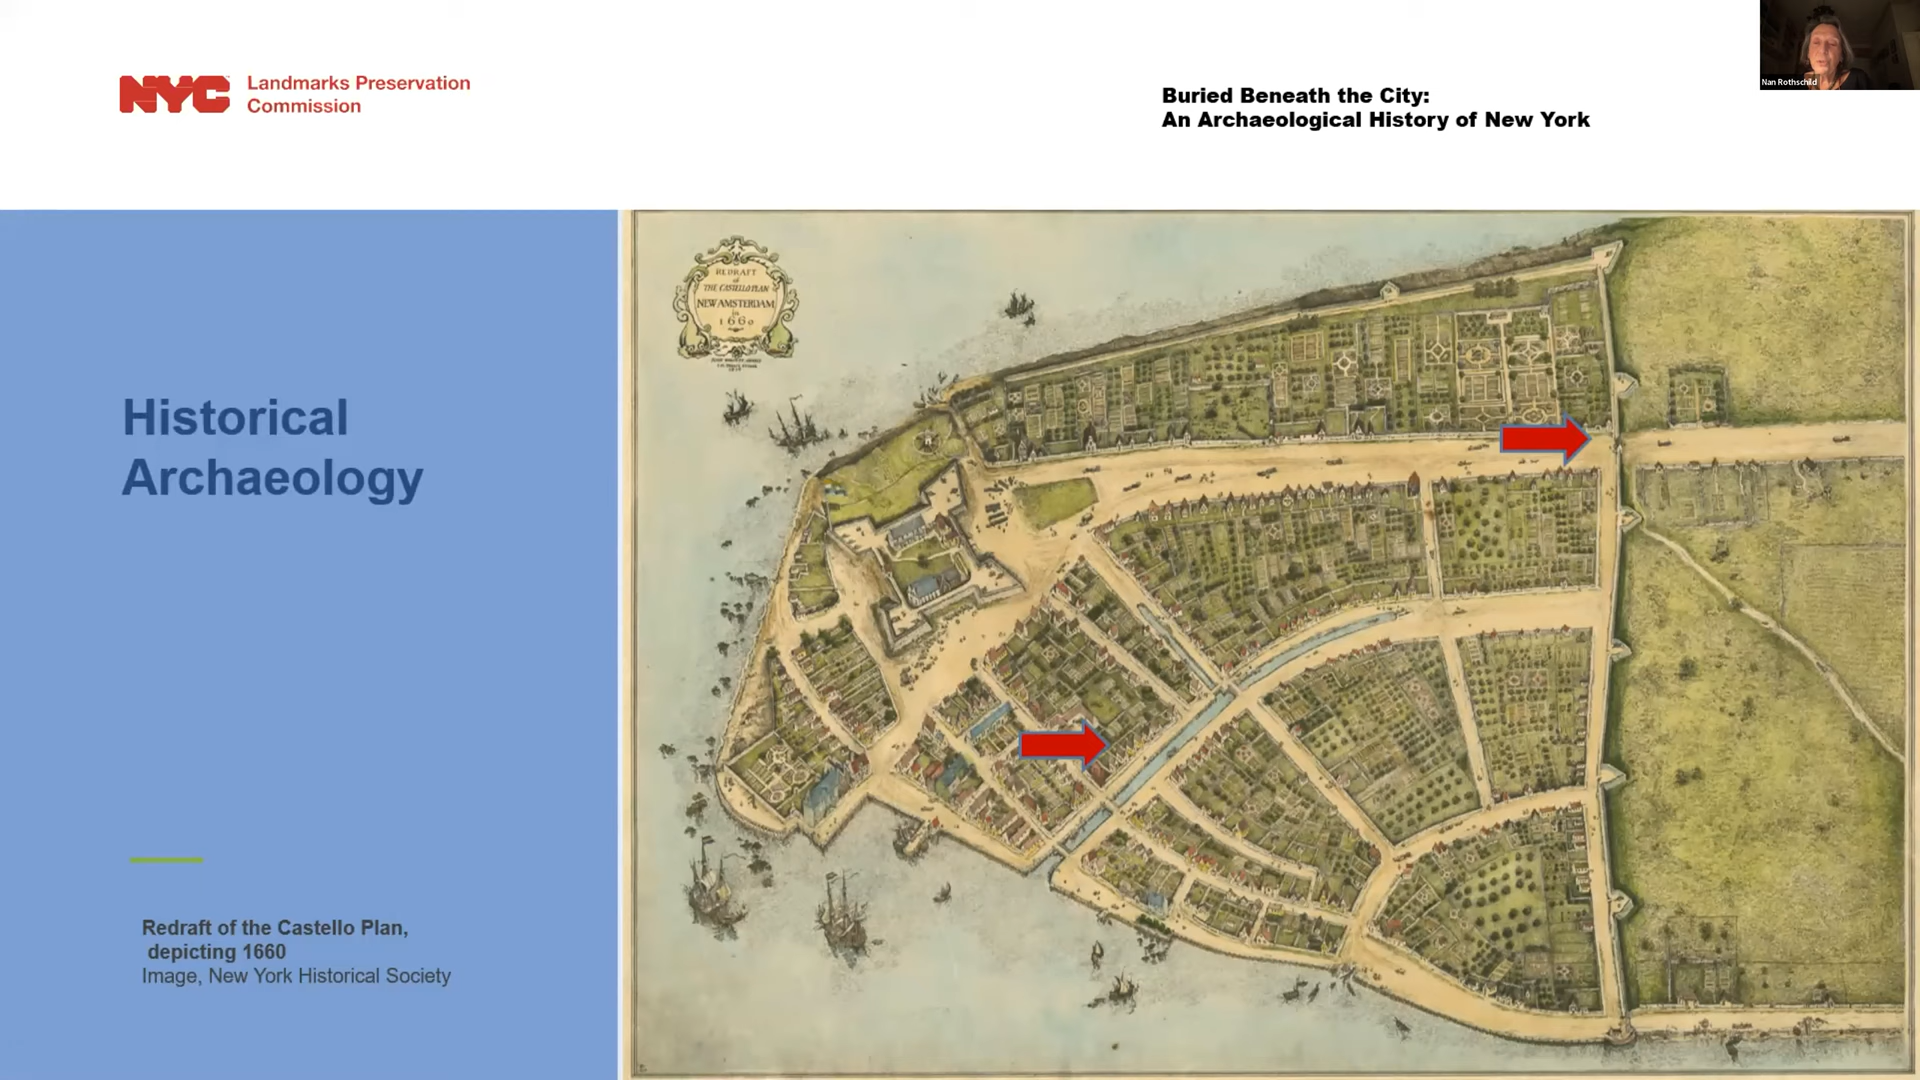 NYC Landmarks Preservation
Commission
Buried Beneath the City:
An Archaeological History of New York
Nan Rothschild
Historical
Archaeology
REDRAFT
of
THE CASTELLO PLAN
NEW AMSTERDAM
in
1660
Redraft of the Castello Plan,
depicting 1660
Image, New York Historical Society